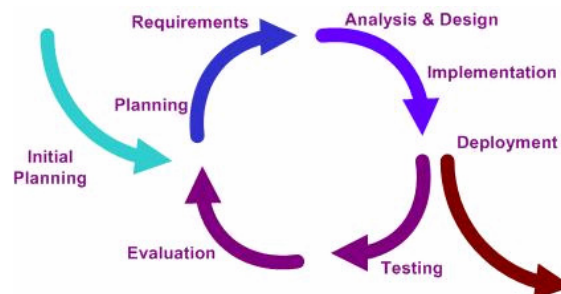 Requirements
Analysis & Design
Implementation
Planning
Deployment
Initial
Planning
Evaluation
Testing